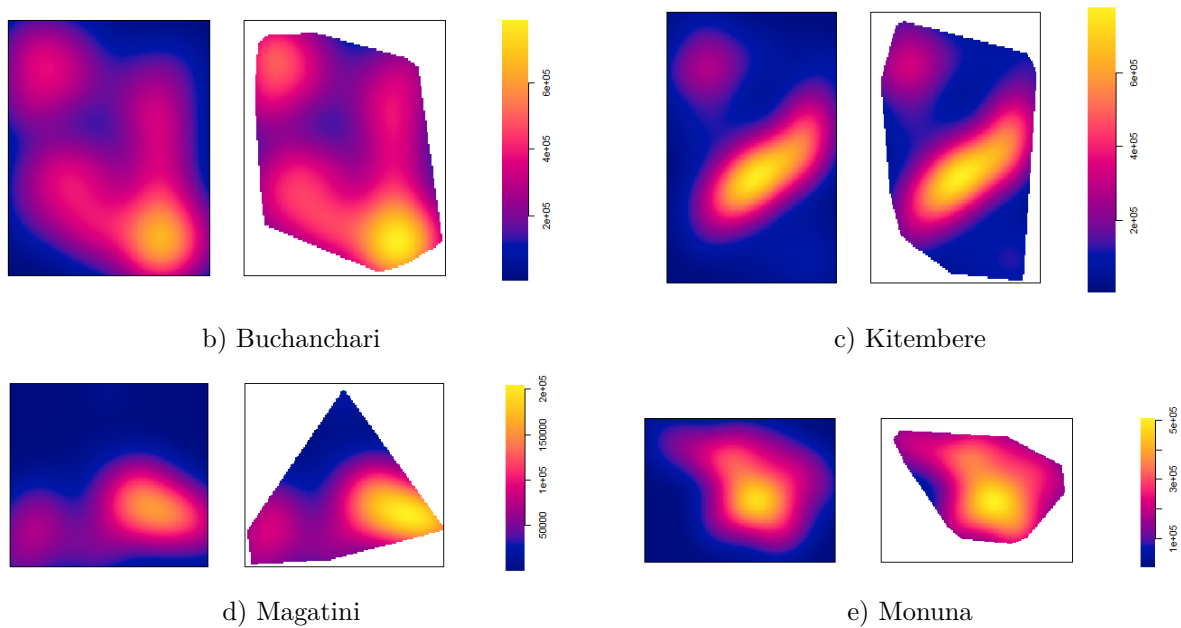 6e+05
4e+05
2e+05
6e+05
4e+05
2e+05
b) Buchanchari
c) Kitembere
2e+05
150000
1e+05
50000
5e+05
3e+05
1e+05
d) Magatini
e) Monuna